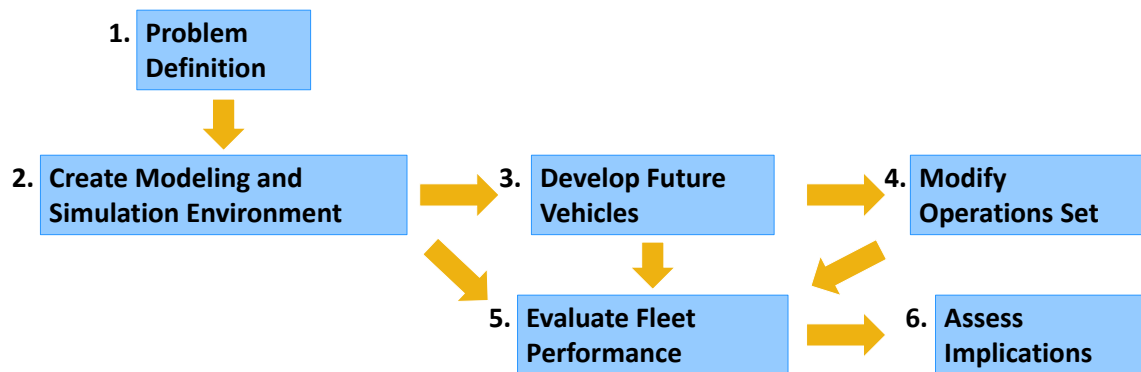 1. Problem
Definition
2. Create Modeling and
Simulation Environment
3. Develop Future
Vehicles
4. Modify
Operations Set
5. Evaluate Fleet
Performance
6. Assess
Implications